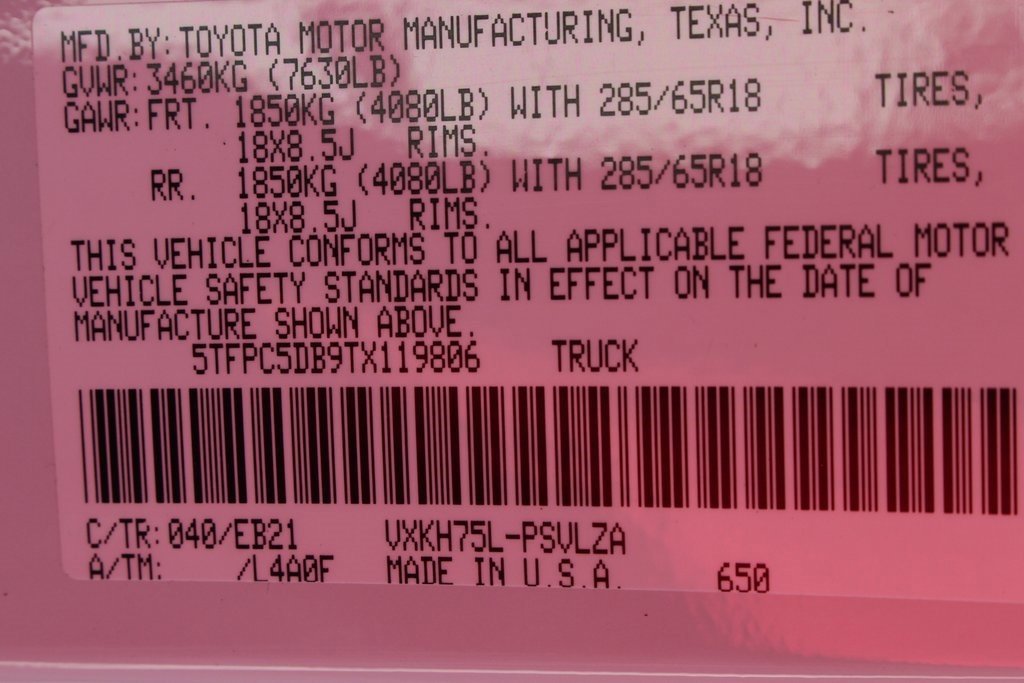 MFD.BY:TOYOTA MOTOR MANUFACTURING, TEXAS, INC.
GVWR:3460KG (7630LB)
GAWR:FRT. 1850KG (4080LB) WITH 285/65R18 TIRES,
18X8.5J RIMS.
RR. 1850KG (4080LB) WITH 285/65R18 TIRES,
18X8.5J RIMS.
THIS VEHICLE CONFORMS TO ALL APPLICABLE FEDERAL MOTOR
VEHICLE SAFETY STANDARDS IN EFFECT ON THE DATE OF
MANUFACTURE SHOWN ABOVE.
5TFPC5DB9TX119806 TRUCK
C/TR:040/EB21 VXKH75L-PSVLZA
A/TM: /L4A0F MADE IN U.S.A. 650